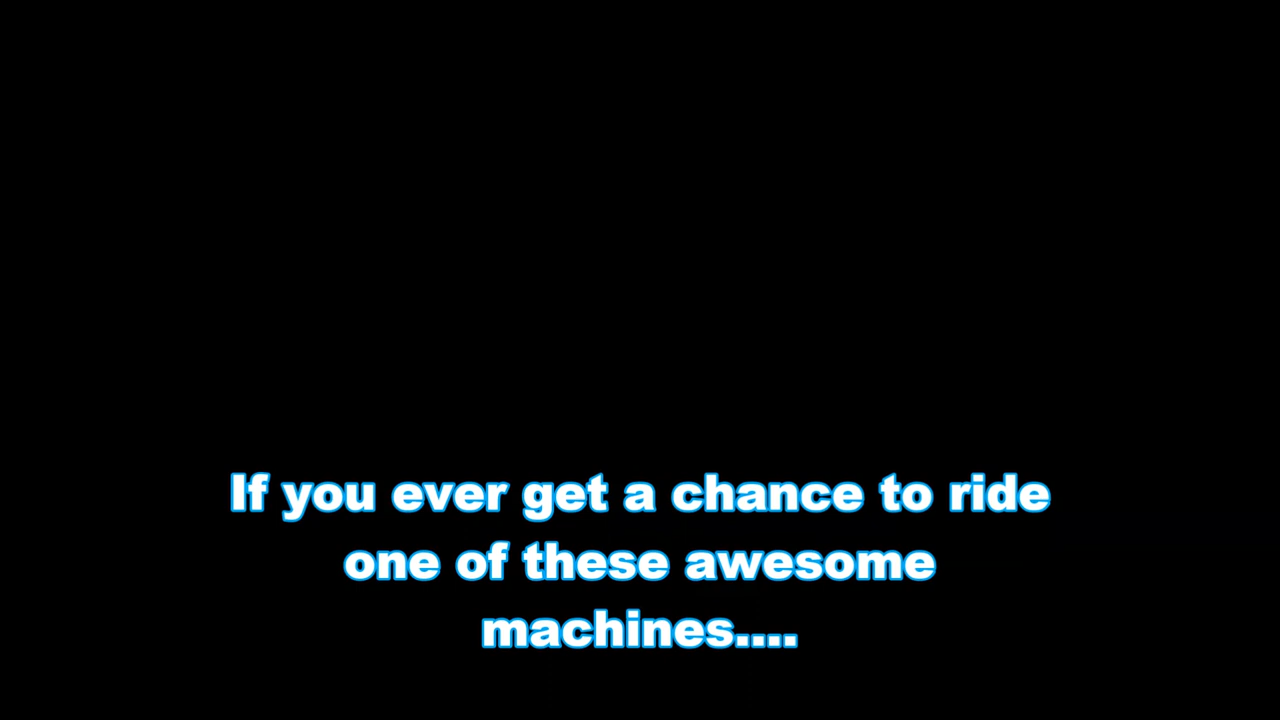 If you ever get a chance to ride
one of these awesome
machines....